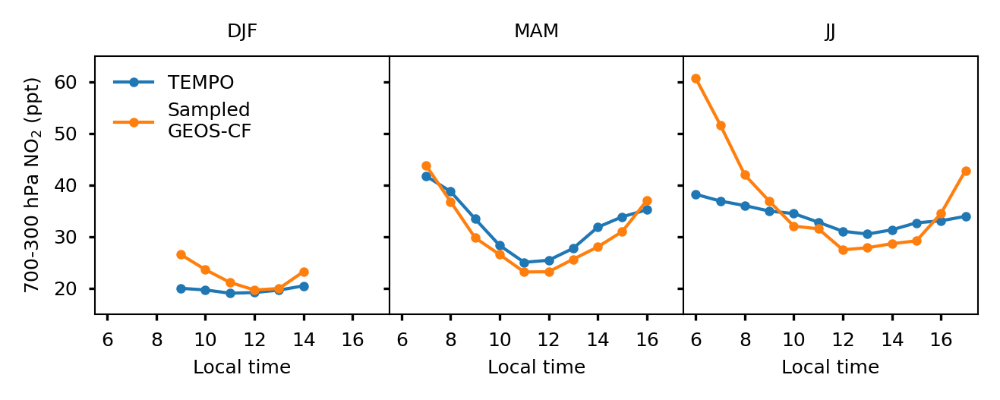 DJF MAM JJ
700-300 hPa NO₂ (ppt)
60
50
40
30
20
TEMPO
Sampled
GEOS-CF
6 8 10 12 14 16 6 8 10 12 14 16 6 8 10 12 14 16
Local time Local time Local time